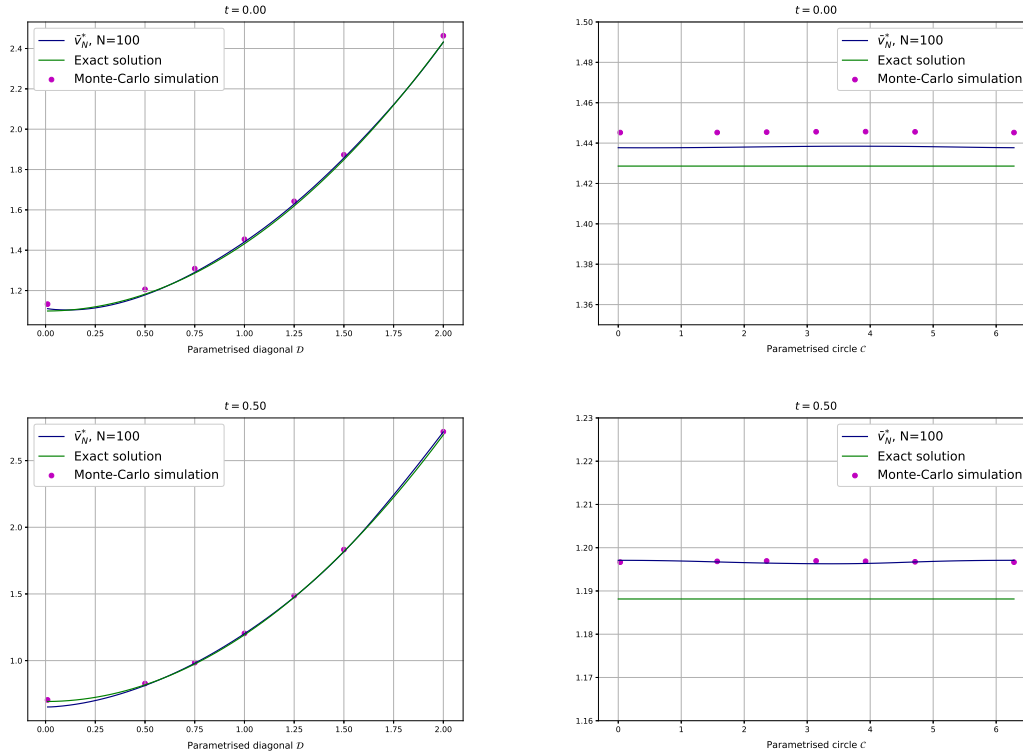 t = 0.00
2.4
2.2
2.0
1.8
1.6
1.4
1.2
0.00 0.25 0.50 0.75 1.00 1.25 1.50 1.75 2.00
Parametrised diagonal 𝒟
ṽ*_N, N=100
Exact solution
Monte-Carlo simulation
t = 0.00
1.50
1.48
1.46
1.44
1.42
1.40
1.38
1.36
0 1 2 3 4 5 6
Parametrised circle 𝒞
ṽ*_N, N=100
Exact solution
Monte-Carlo simulation
t = 0.50
2.5
2.0
1.5
1.0
0.00 0.25 0.50 0.75 1.00 1.25 1.50 1.75 2.00
Parametrised diagonal 𝒟
ṽ*_N, N=100
Exact solution
Monte-Carlo simulation
t = 0.50
1.23
1.22
1.21
1.20
1.19
1.18
1.17
1.16
0 1 2 3 4 5 6
Parametrised circle 𝒞
ṽ*_N, N=100
Exact solution
Monte-Carlo simulation